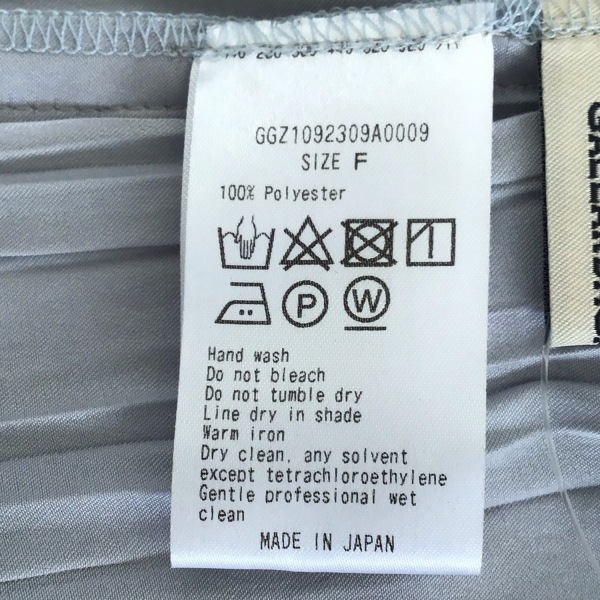 GGZ1092309A0009
SIZE F
100% Polyester
P W
Hand wash
Do not bleach
Do not tumble dry
Line dry in shade
Warm iron
Dry clean, any solvent
except tetrachloroethylene
Gentle professional wet
clean
MADE IN JAPAN